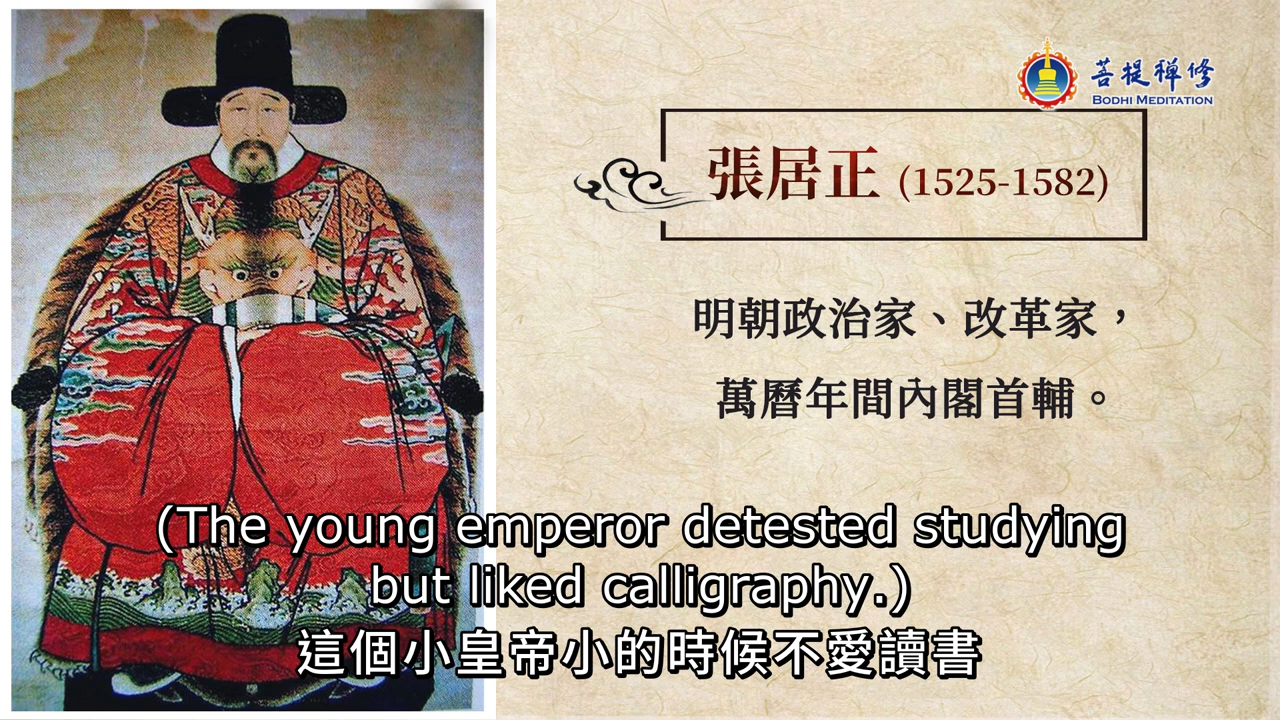 菩提禪修
BODHI MEDITATION
張居正 (1525-1582)
明朝政治家、改革家，
萬曆年間內閣首輔。
(The young emperor detested studying
but liked calligraphy.)
這個小皇帝小的時候不愛讀書